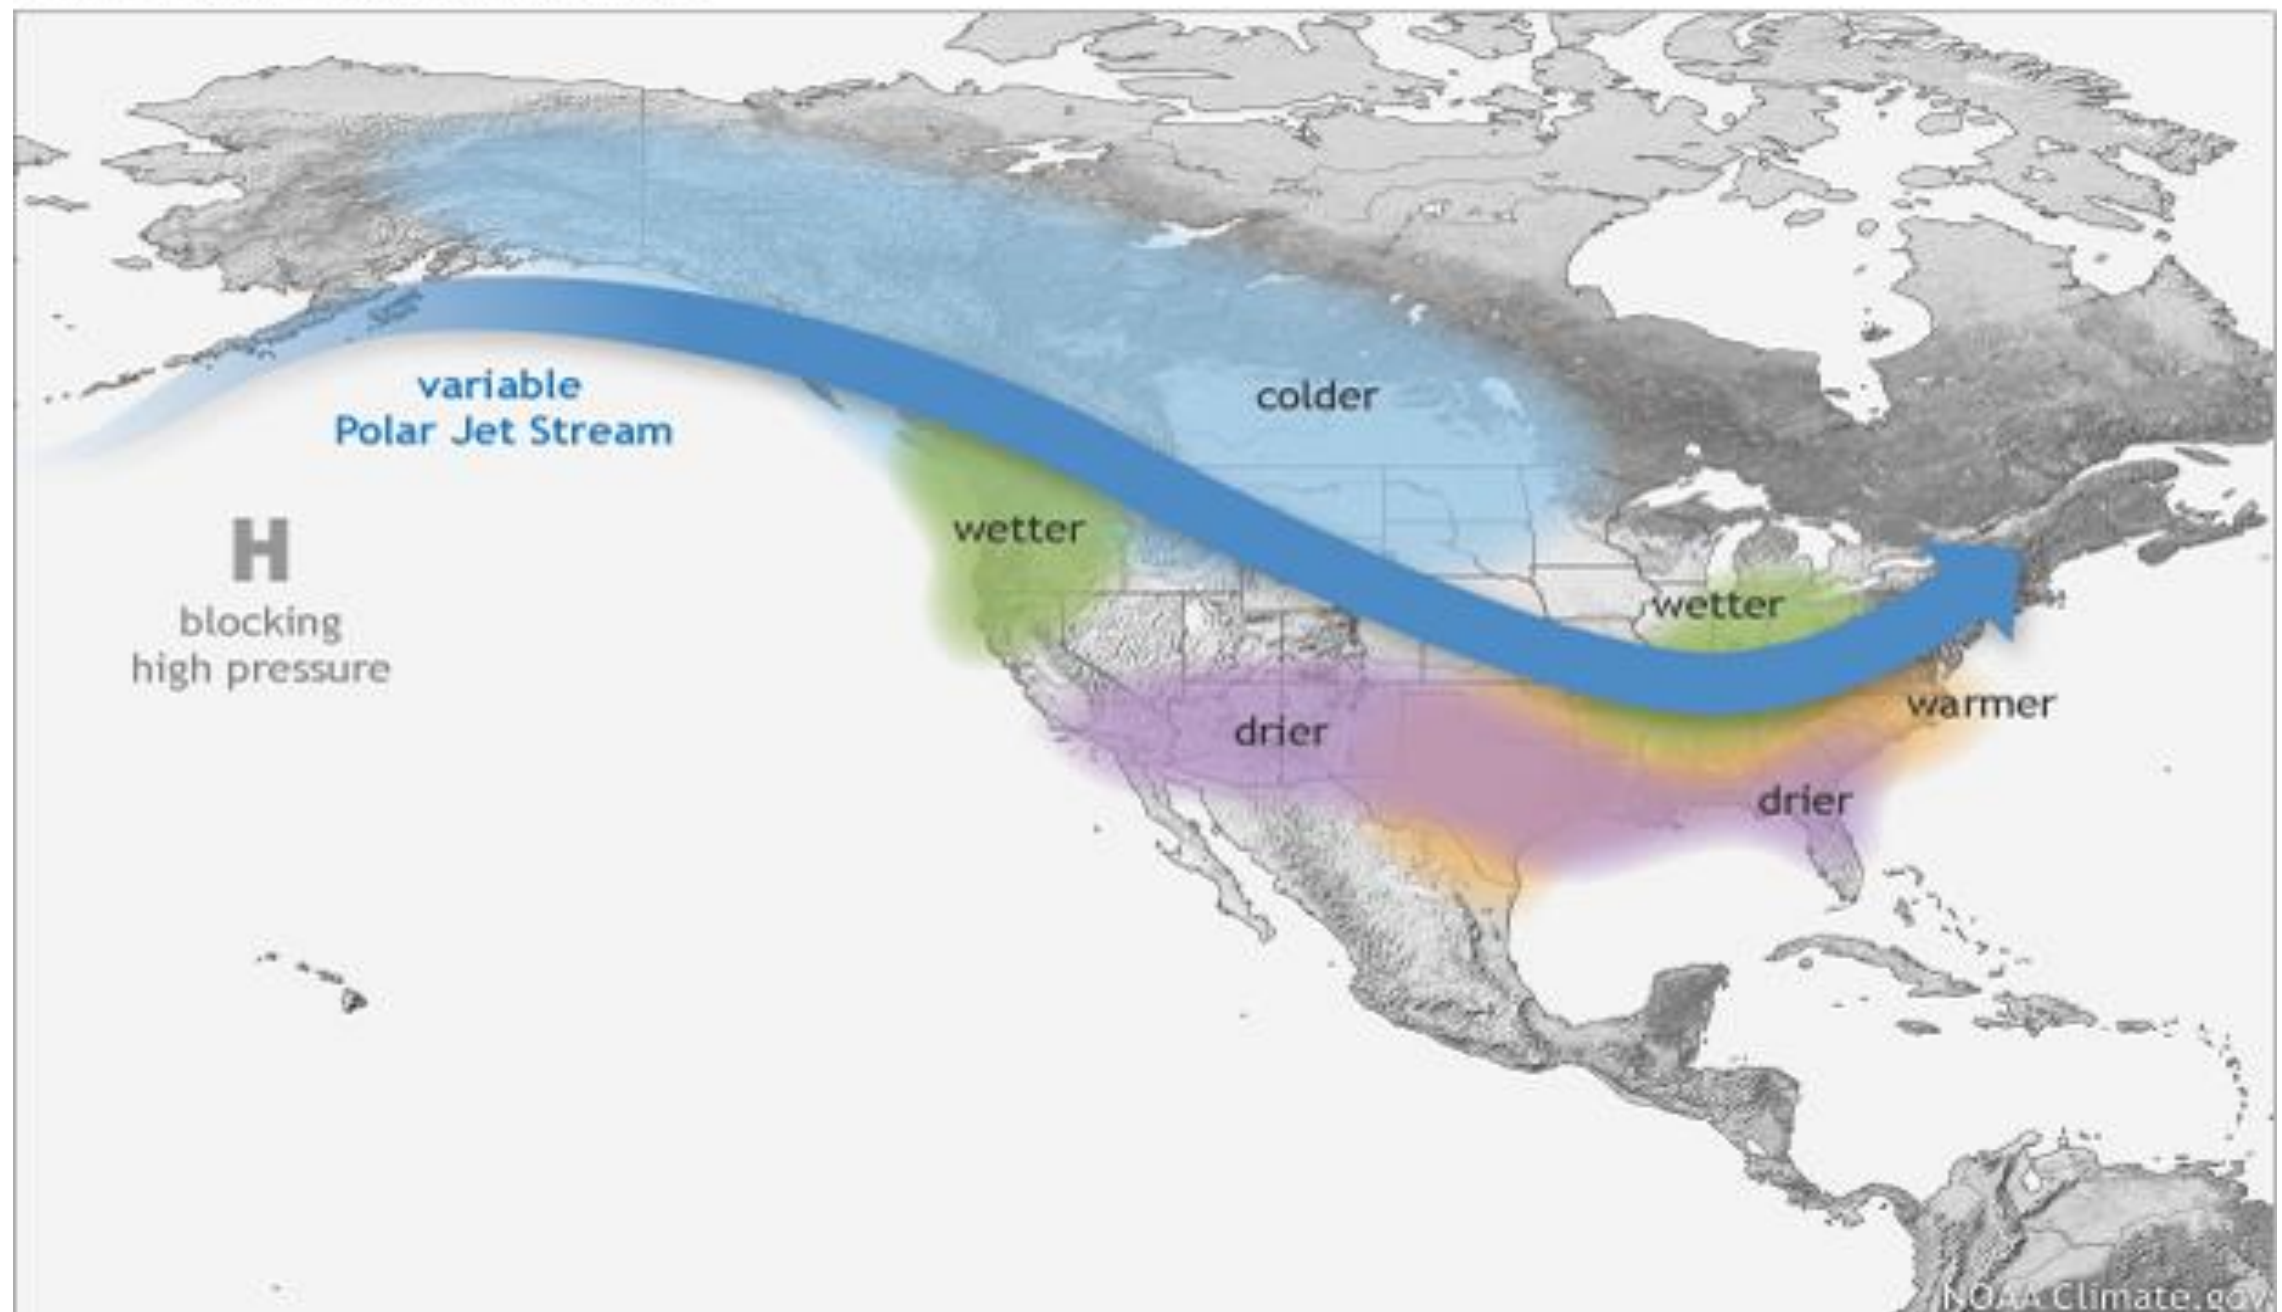 variable
Polar Jet Stream
colder
wetter
H
blocking
high pressure
wetter
warmer
drier
drier
NOAA Climate.gov